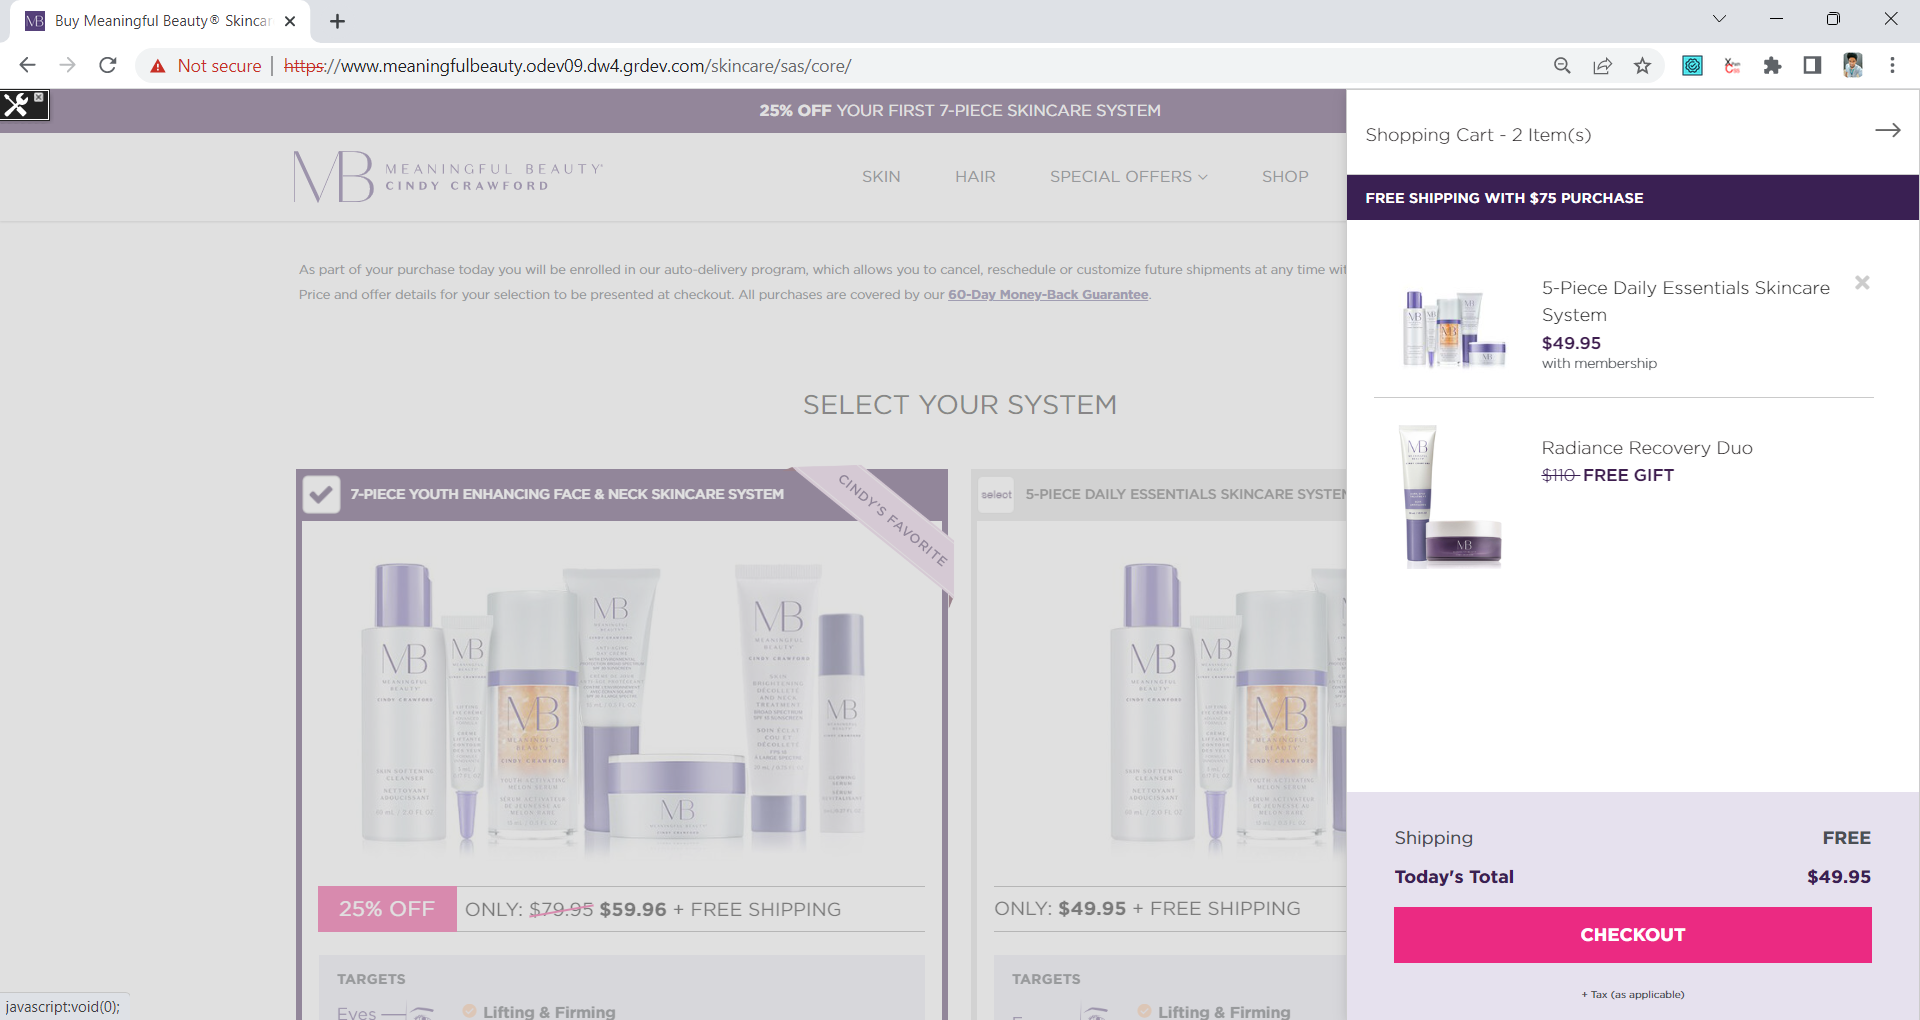 Buy Meaningful Beauty® Skincar
Not secure | https://www.meaningfulbeauty.odev09.dw4.grdev.com/skincare/sas/core/
25% OFF YOUR FIRST 7-PIECE SKINCARE SYSTEM
MB MEANINGFUL BEAUTY
CINDY CRAWFORD
SKIN HAIR SPECIAL OFFERS SHOP
As part of your purchase today you will be enrolled in our auto-delivery program, which allows you to cancel, reschedule or customize future shipments at any time wi
Price and offer details for your selection to be presented at checkout. All purchases are covered by our 60-Day Money-Back Guarantee.
SELECT YOUR SYSTEM
7-PIECE YOUTH ENHANCING FACE & NECK SKINCARE SYSTEM
CINDY'S FAVORITE
select 5-PIECE DAILY ESSENTIALS SKINCARE SYSTEM
25% OFF ONLY: $79.95 $59.96 + FREE SHIPPING
ONLY: $49.95 + FREE SHIPPING
TARGETS
Eyes
Lifting & Firming
TARGETS
Lifting & Firming
javascript:void(0);
Shopping Cart - 2 Item(s)
FREE SHIPPING WITH $75 PURCHASE
5-Piece Daily Essentials Skincare
System
$49.95
with membership
Radiance Recovery Duo
$110 FREE GIFT
Shipping FREE
Today's Total $49.95
CHECKOUT
+ Tax (as applicable)